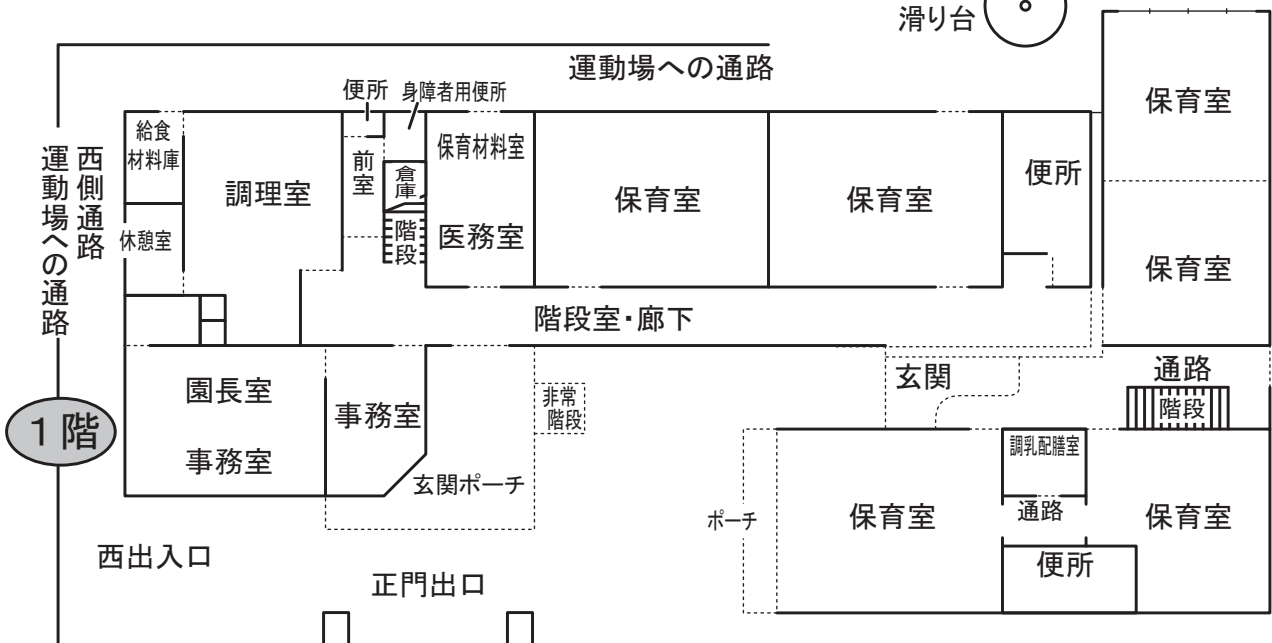 滑り台
運動場への通路
便所
身障者用便所
給食
材料庫
調理室
前室
倉庫
階段
保育材料室
医務室
保育室
保育室
便所
保育室
保育室
西側通路
運動場への通路
休憩室
階段室・廊下
1階
園長室
事務室
事務室
非常
階段
玄関ポーチ
玄関
通路
階段
調乳配膳室
ポーチ
保育室
通路
保育室
便所
西出入口
正門出口